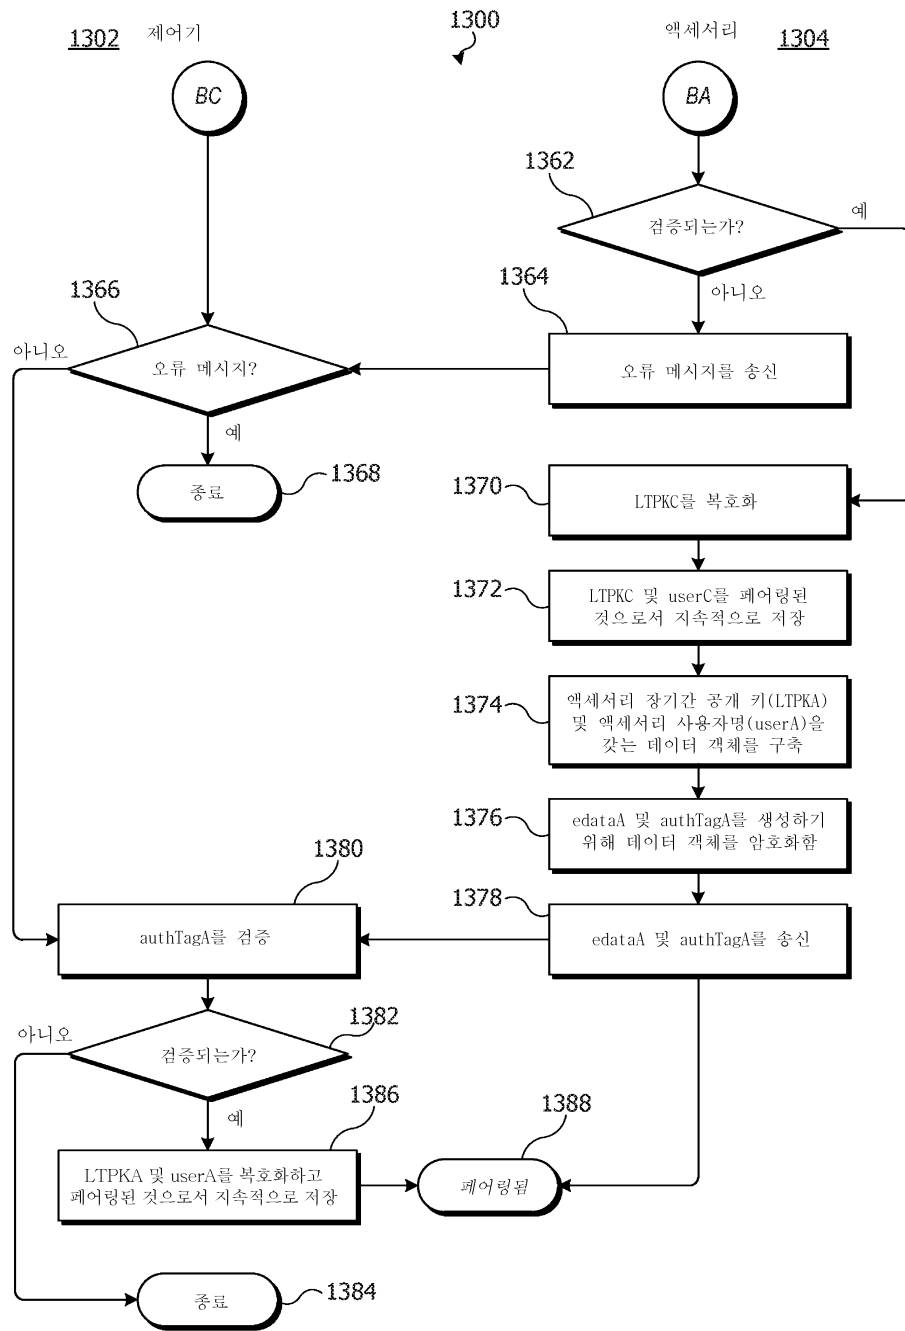 1302 제어기
1300
액세서리 1304
BC
BA
1362
검증되는가?
예
아니오
1364
오류 메시지를 송신
1366
아니오
오류 메시지?
예
1368
종료
1370
LTPKC를 복호화
1372
LTPKC 및 userC를 페어링된
것으로서 지속적으로 저장
1374
액세서리 장기간 공개 키(LTPKA)
및 액세서리 사용자명(userA)을
갖는 데이터 객체를 구축
1376
edataA 및 authTagA를 생성하기
위해 데이터 객체를 암호화함
1378
edataA 및 authTagA를 송신
1380
authTagA를 검증
1382
아니오
검증되는가?
예
1386
LTPKA 및 userA를 복호화하고
페어링된 것으로서 지속적으로 저장
1388
페어링됨
1384
종료